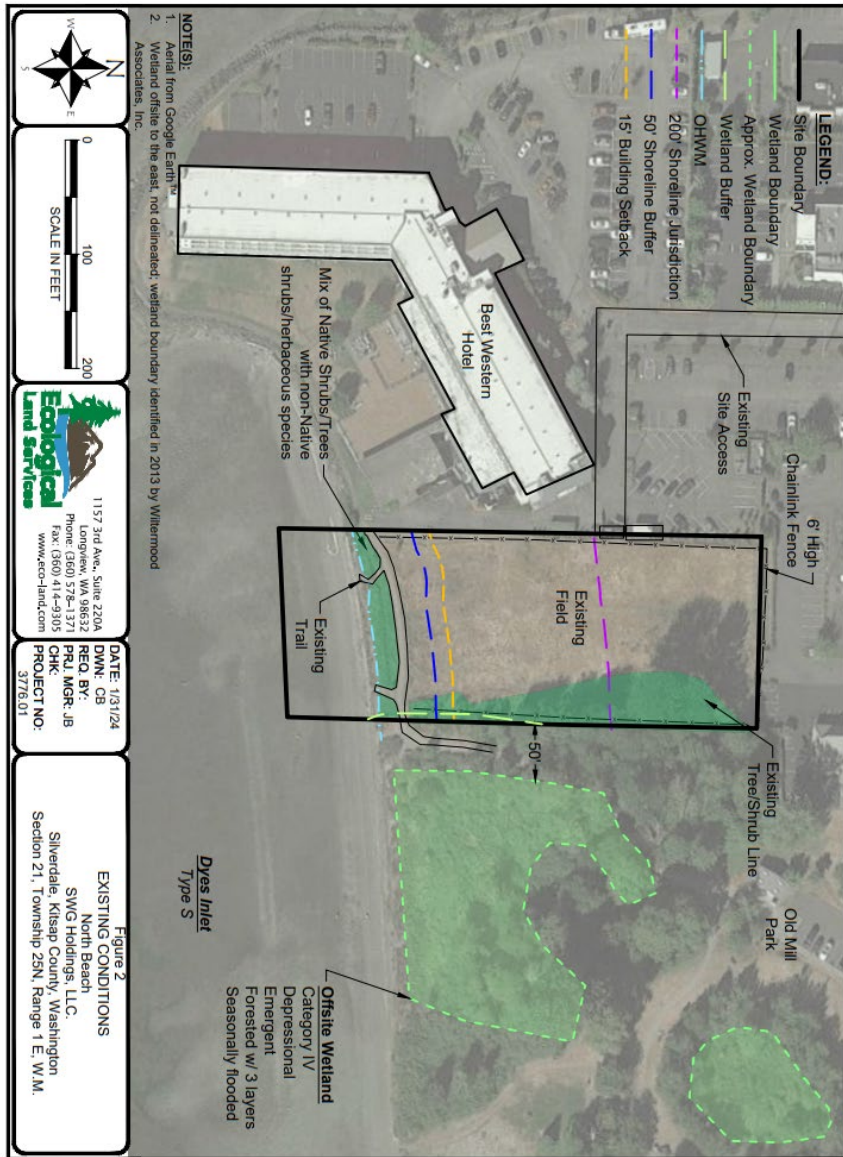 LEGEND:
Site Boundary
Wetland Boundary
Approx. Wetland Boundary
Wetland Buffer
OHWM
200' Shoreline Jurisdiction
50' Shoreline Buffer
15' Building Setback
Existing
Site Access
6' High
Chainlink Fence
Best Western
Hotel
Existing
Field
Existing
Tree/Shrub Line
Old Mill
Park
50'
Mix of Native Shrubs/Trees
with non-Native
shrubs/herbaceous species
Existing
Trail
Dyes Inlet
Type S
Offsite Wetland
Category IV
Depressional
Emergent
Forested w/ 3 layers
Seasonally flooded
NOTE(S):
1. Aerial from Google Earth™
2. Wetland offsite to the east, not delineated; wetland boundary identified in 2013 by Wiltermood
Associates, Inc.
N
W
E
S
0
100
200
SCALE IN FEET
Ecological
Land Services
1157 3rd Ave., Suite 220A
Longview, WA 98632
Phone: (360) 578-1371
Fax: (360) 414-9305
www.eco-land.com
DATE: 1/31/24
DWN: CB
REQ. BY:
PRJ. MGR: JB
CHK:
PROJECT NO:
3776.01
Figure 2
EXISTING CONDITIONS
North Beach
SWG Holdings, LLC.
Silverdale, Kitsap County, Washington
Section 21, Township 25N, Range 1 E, W.M.